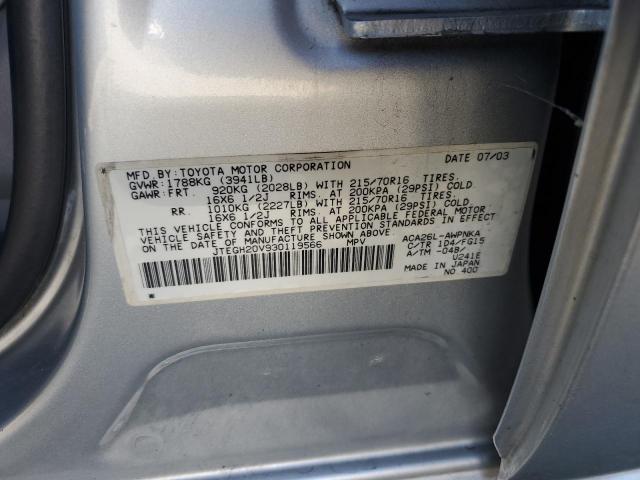 MFD. BY: TOYOTA MOTOR CORPORATION DATE 07/03
GVWR: 1788KG (3941LB)
GAWR: FRT. 920KG (2028LB) WITH 215/70R16 TIRES.
16X6 1/2J RIMS. AT 200KPA (29PSI) COLD.
RR. 1010KG (2227LB) WITH 215/70R16 TIRES.
16X6 1/2J RIMS. AT 200KPA (29PSI) COLD.
THIS VEHICLE CONFORMS TO ALL APPLICABLE FEDERAL MOTOR
VEHICLE SAFETY AND THEFT PREVENTION STANDARDS IN EFFECT
ON THE DATE OF MANUFACTURE SHOWN ABOVE.
JTEGH20V930119566 MPV
ACA26L-AWPNKA
C/TR 1D4/FG15
A/TM -04B/
U241E
MADE IN JAPAN
NO 400